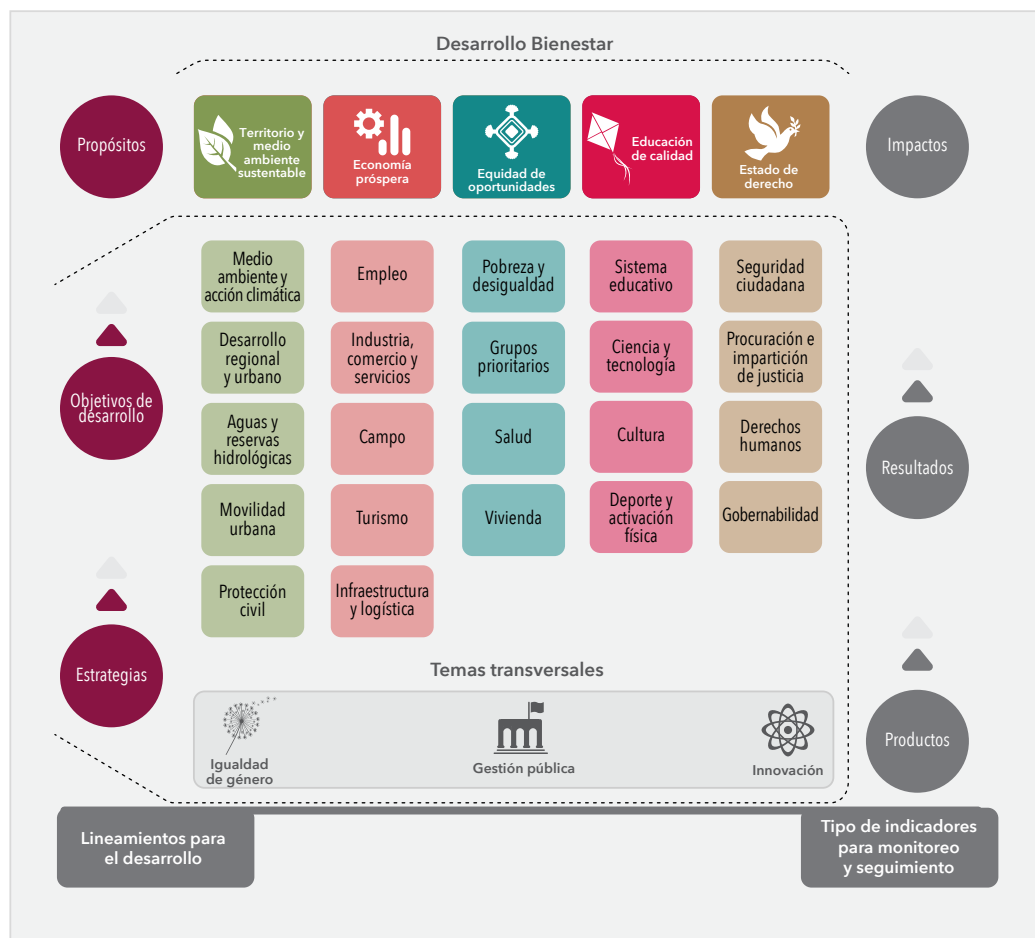 Desarrollo Bienestar
Propósitos
Territorio y
medio
ambiente
sustentable
Economía
próspera
Equidad de
oportunidades
Educación
de calidad
Estado de
derecho
Impactos
Medio
ambiente y
acción climática
Empleo
Pobreza y
desigualdad
Sistema
educativo
Seguridad
ciudadana
Desarrollo
regional
y urbano
Industria,
comercio y
servicios
Grupos
prioritarios
Ciencia y
tecnología
Procuración e
impartición
de justicia
Objetivos de
desarrollo
Aguas y
reservas
hidrológicas
Campo
Salud
Cultura
Derechos
humanos
Resultados
Movilidad
urbana
Turismo
Vivienda
Deporte y
activación
física
Gobernabilidad
Protección
civil
Infraestructura
y logística
Estrategias
Temas transversales
Igualdad
de género
Gestión pública
Innovación
Productos
Lineamientos para
el desarrollo
Tipo de indicadores
para monitoreo
y seguimiento